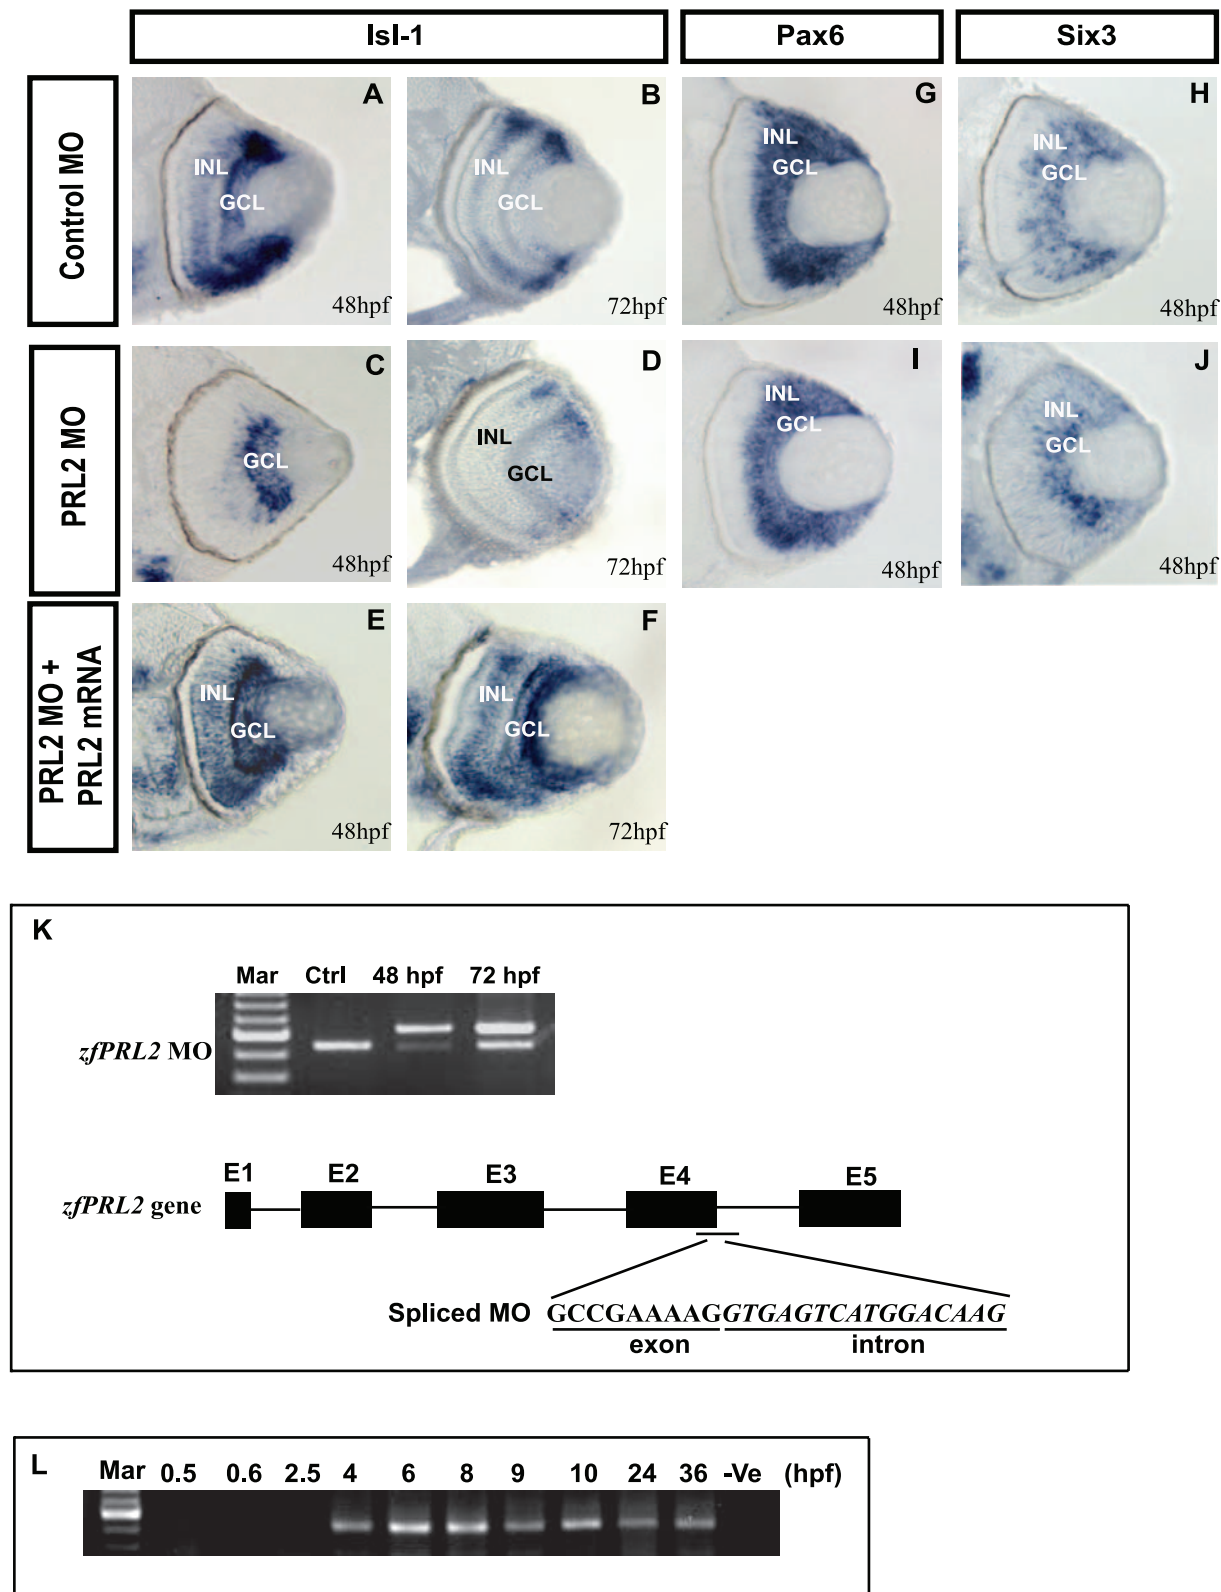 Isl-1 Pax6 Six3
Control MO
A INL GCL 48hpf
B INL GCL 72hpf
G INL GCL 48hpf
H INL GCL 48hpf
PRL2 MO
C GCL 48hpf
D INL GCL 72hpf
I INL GCL 48hpf
J INL GCL 48hpf
PRL2 MO +
PRL2 mRNA
E INL GCL 48hpf
F INL GCL 72hpf
K
Mar Ctrl 48 hpf 72 hpf
zfPRL2 MO
E1 E2 E3 E4 E5
zfPRL2 gene
Spliced MO GCCGAAAAGGTGAGTCATGGACAAG
exon intron
L
Mar 0.5 0.6 2.5 4 6 8 9 10 24 36 -Ve (hpf)